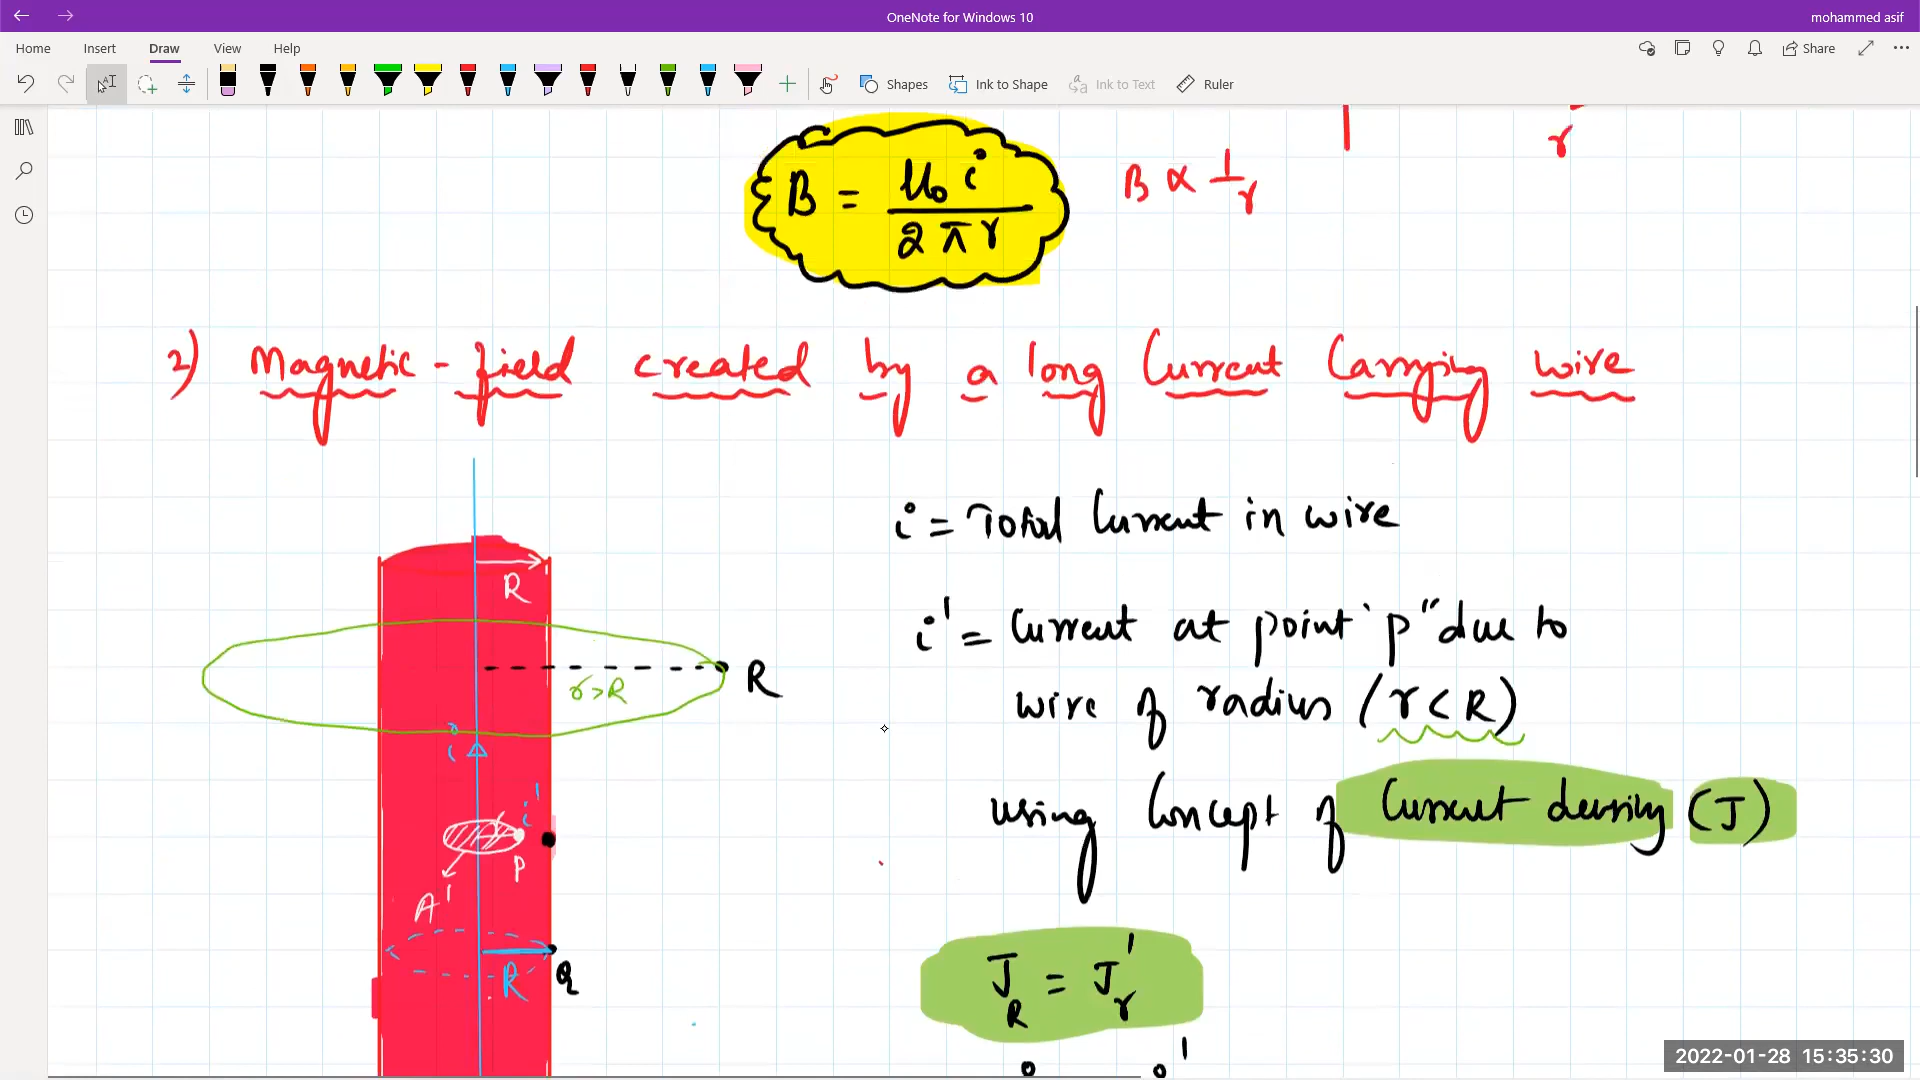 OneNote for Windows 10
mohammed asif
Home Insert Draw View Help
Share
Shapes Ink to Shape Ink to Text Ruler
B = μ₀ i / 2 π r
B ∝ 1/r
r
2) Magnetic - field created by a long Current Carrying wire
i = Total Current in wire
R
i' = Current at point "p" due to
r>R R
wire of radius (r < R)
i
using Concept of Current density (J)
i'
A'
P
A'
R Q
J_R = J'_r
2022-01-28 15:35:30